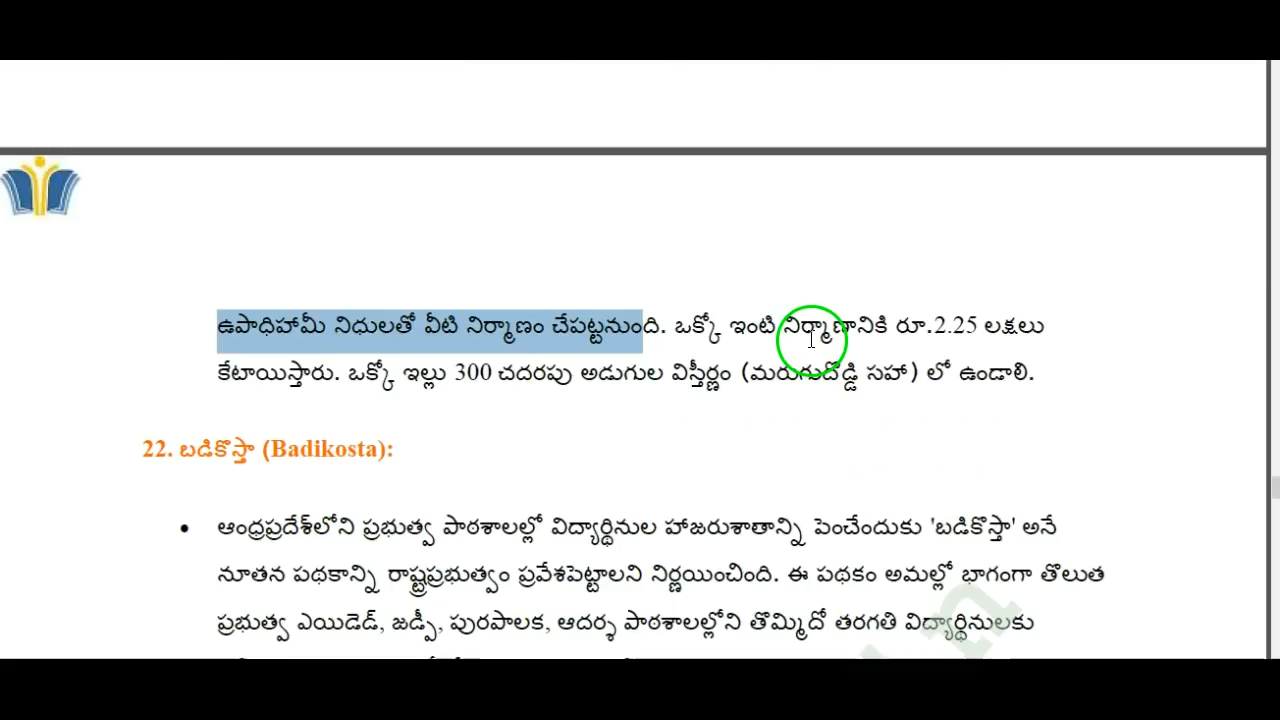 ఉపాధిహామీ నిధులతో వీటి నిర్మాణం చేపట్టనుంది. ఒక్కో ఇంటి నిర్మాణానికి రూ.2.25 లక్షలు
కేటాయిస్తారు. ఒక్కో ఇల్లు 300 చదరపు అడుగుల విస్తీర్ణం (మరుగుదొడ్డి సహా) లో ఉండాలి.
22. బడికొస్తా (Badikosta):
• ఆంధ్రప్రదేశ్‌లోని ప్రభుత్వ పాఠశాలల్లో విద్యార్థినుల హాజరుశాతాన్ని పెంచేందుకు 'బడికొస్తా' అనే
నూతన పథకాన్ని రాష్ట్రప్రభుత్వం ప్రవేశపెట్టాలని నిర్ణయించింది. ఈ పథకం అమల్లో భాగంగా తొలుత
ప్రభుత్వ ఎయిడెడ్, జడ్పీ, పురపాలక, ఆదర్శ పాఠశాలల్లోని తొమ్మిదో తరగతి విద్యార్థినులకు